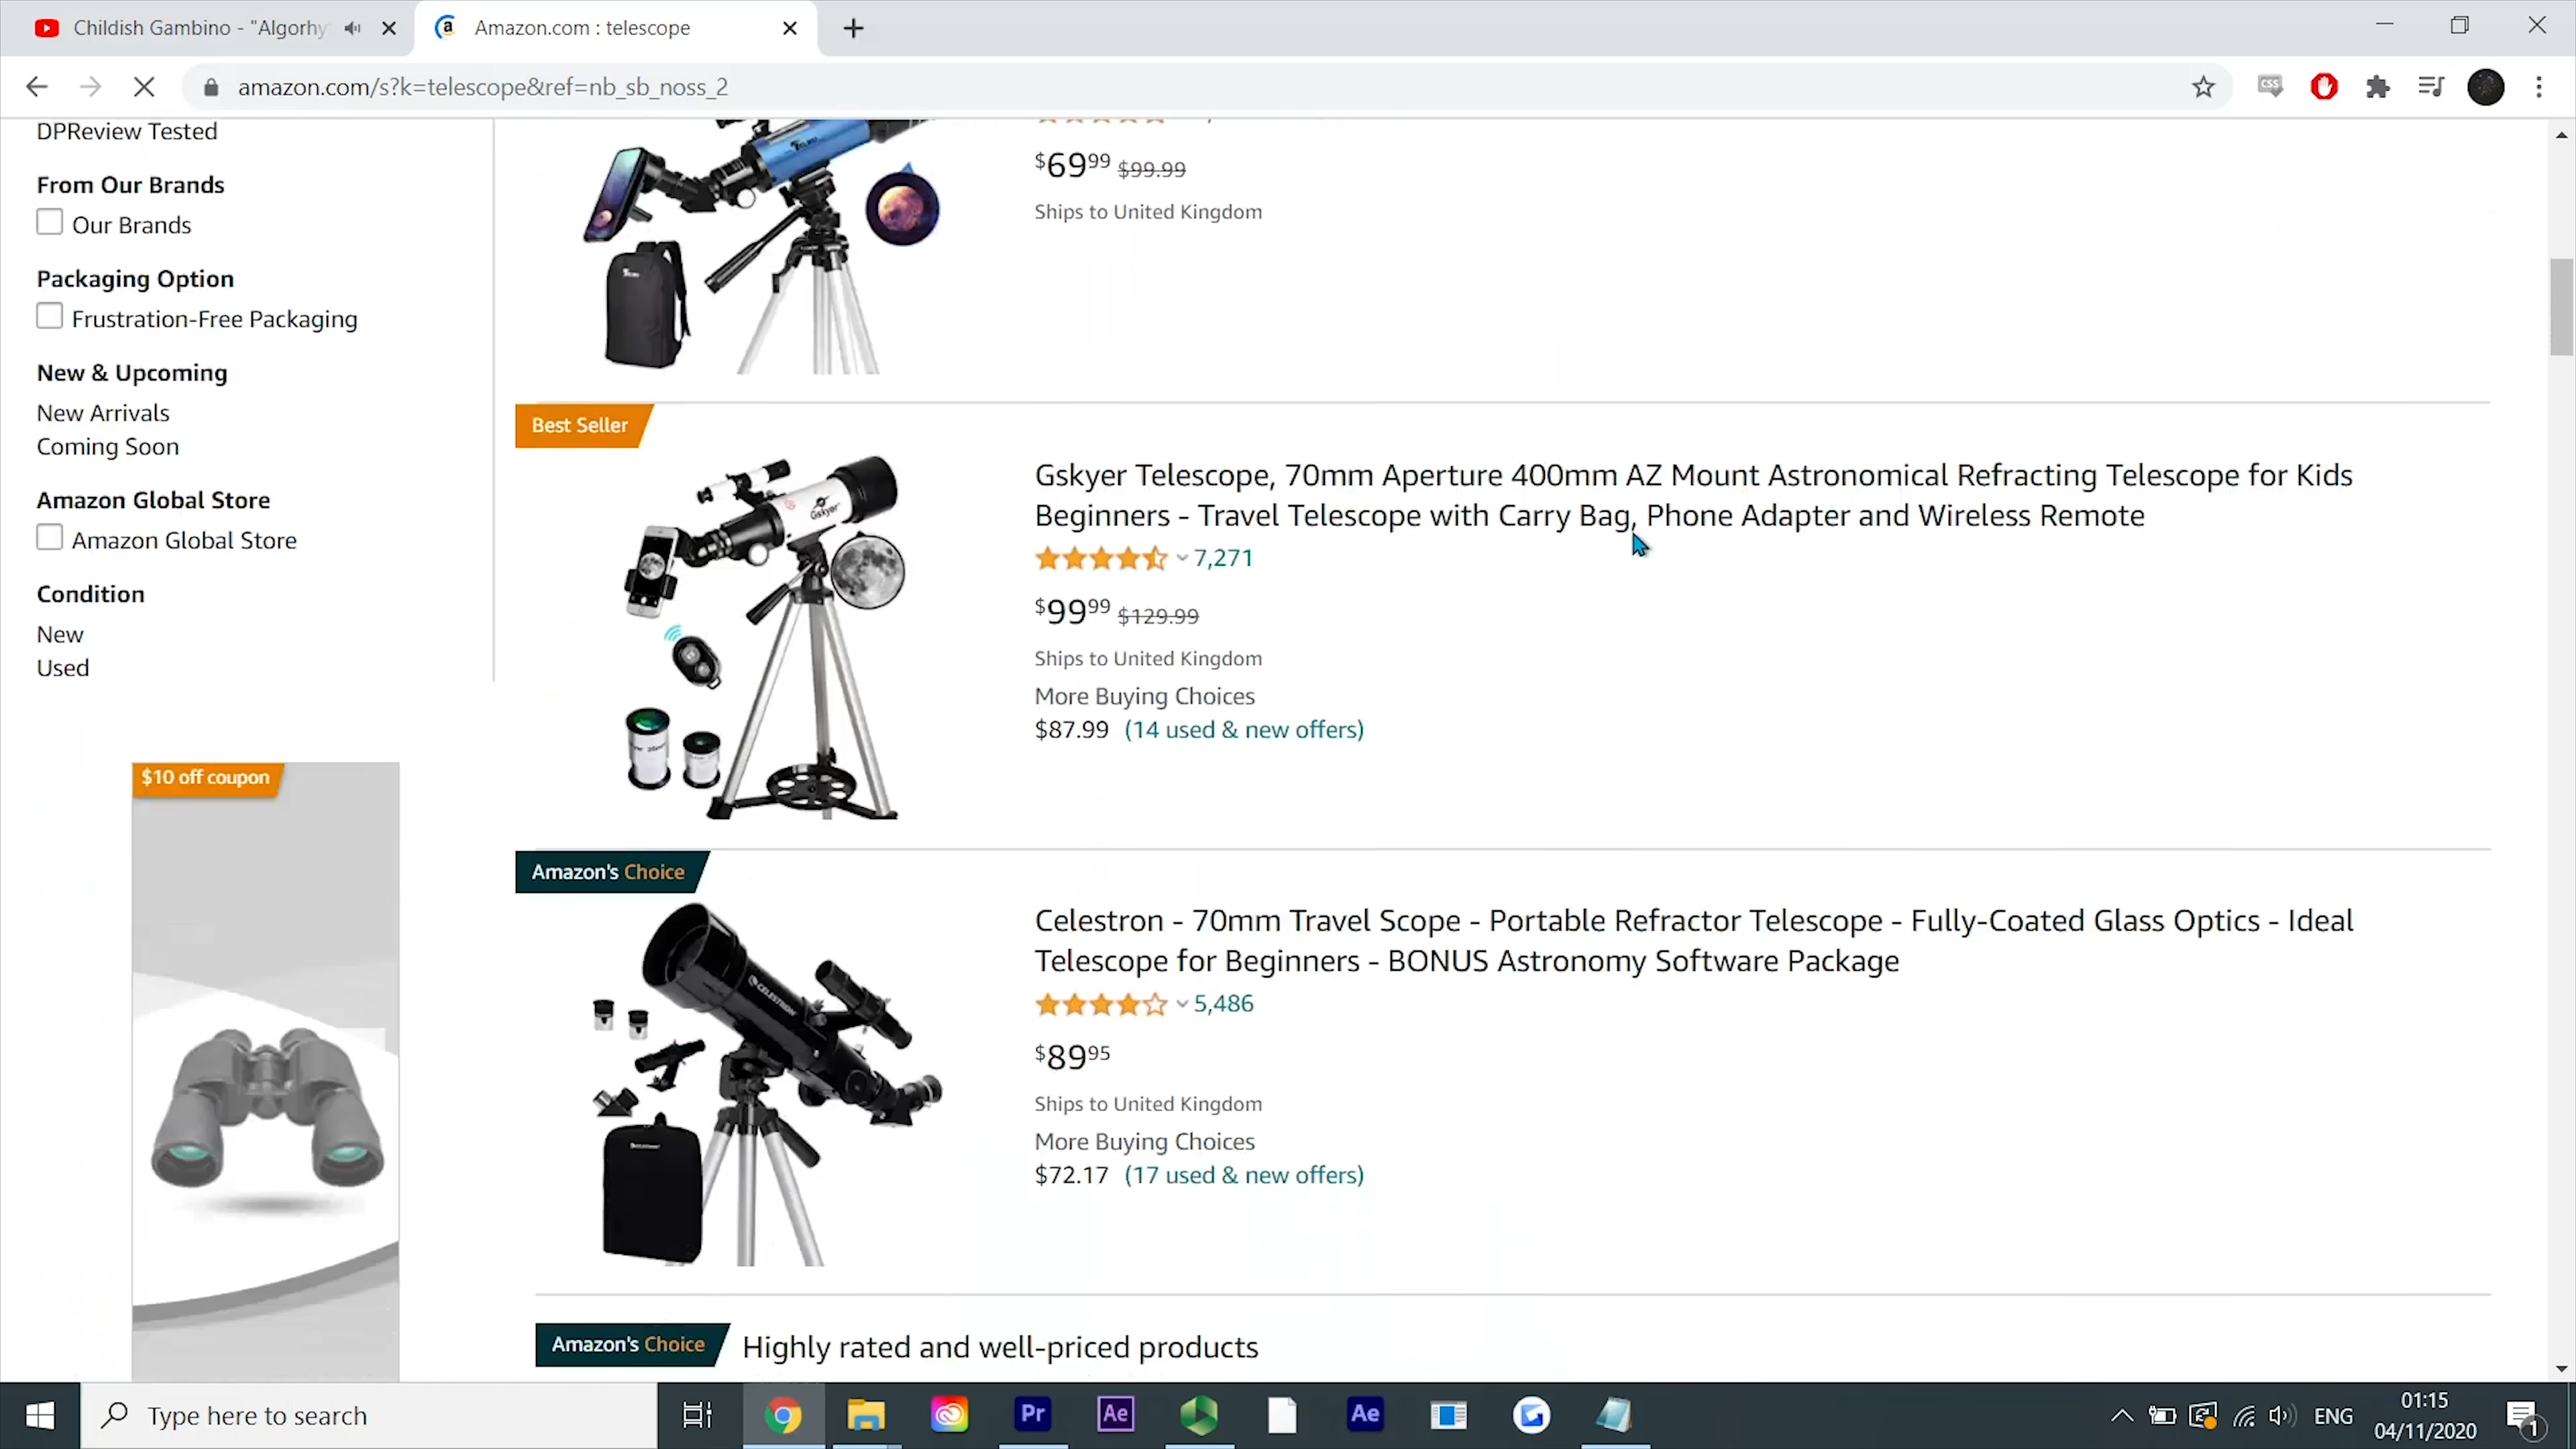 Childish Gambino - "Algorhy
Amazon.com : telescope
amazon.com/s?k=telescope&ref=nb_sb_noss_2
CSS
DPReview Tested
From Our Brands
Our Brands
Packaging Option
Frustration-Free Packaging
New & Upcoming
New Arrivals
Coming Soon
Amazon Global Store
Amazon Global Store
Condition
New
Used
$10 off coupon
$69.99 $99.99
Ships to United Kingdom
Best Seller
Gskyer
Gskyer Telescope, 70mm Aperture 400mm AZ Mount Astronomical Refracting Telescope for Kids
Beginners - Travel Telescope with Carry Bag, Phone Adapter and Wireless Remote
7,271
$99.99 $129.99
Ships to United Kingdom
More Buying Choices
$87.99 (14 used & new offers)
Amazon's Choice
CELESTRON
Celestron - 70mm Travel Scope - Portable Refractor Telescope - Fully-Coated Glass Optics - Ideal
Telescope for Beginners - BONUS Astronomy Software Package
5,486
$89.95
Ships to United Kingdom
More Buying Choices
$72.17 (17 used & new offers)
Amazon's Choice Highly rated and well-priced products
Type here to search
Pr
Ae
Ae
ENG
01:15
04/11/2020
1